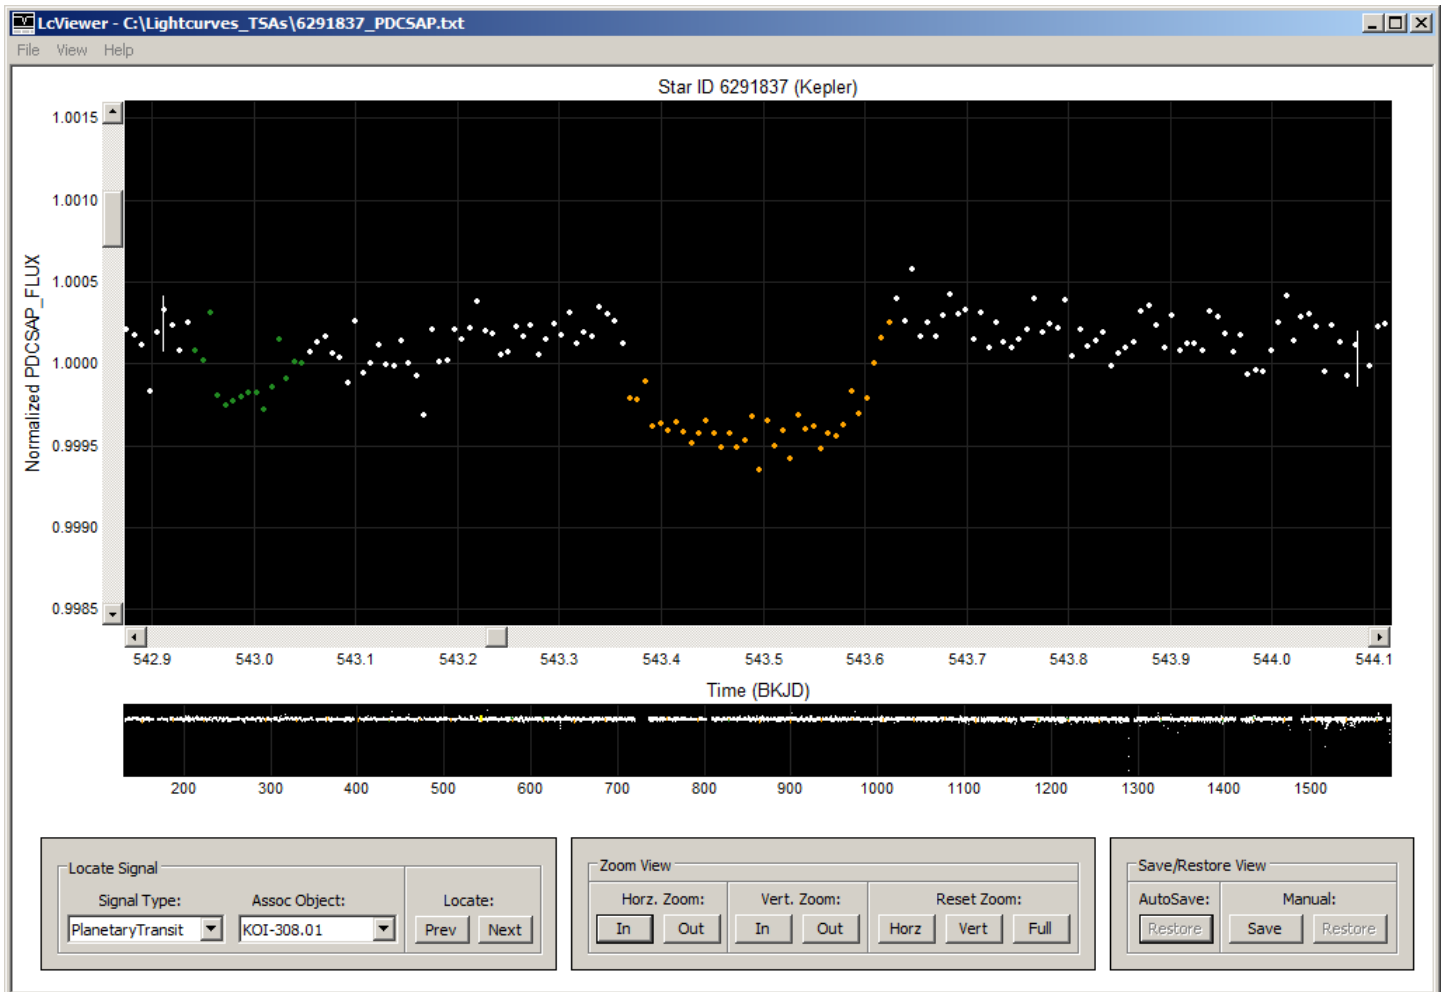 LcViewer - C:\Lightcurves_TSAs\6291837_PDCSAP.txt
File View Help
Star ID 6291837 (Kepler)
Normalized PDCSAP_FLUX
1.0015
1.0010
1.0005
1.0000
0.9995
0.9990
0.9985
542.9 543.0 543.1 543.2 543.3 543.4 543.5 543.6 543.7 543.8 543.9 544.0 544.1
Time (BKJD)
200 300 400 500 600 700 800 900 1000 1100 1200 1300 1400 1500
Locate Signal
Signal Type: Assoc Object: Locate:
PlanetaryTransit KOI-308.01 Prev Next
Zoom View
Horz. Zoom: Vert. Zoom: Reset Zoom:
In Out In Out Horz Vert Full
Save/Restore View
AutoSave: Manual:
Restore Save Restore